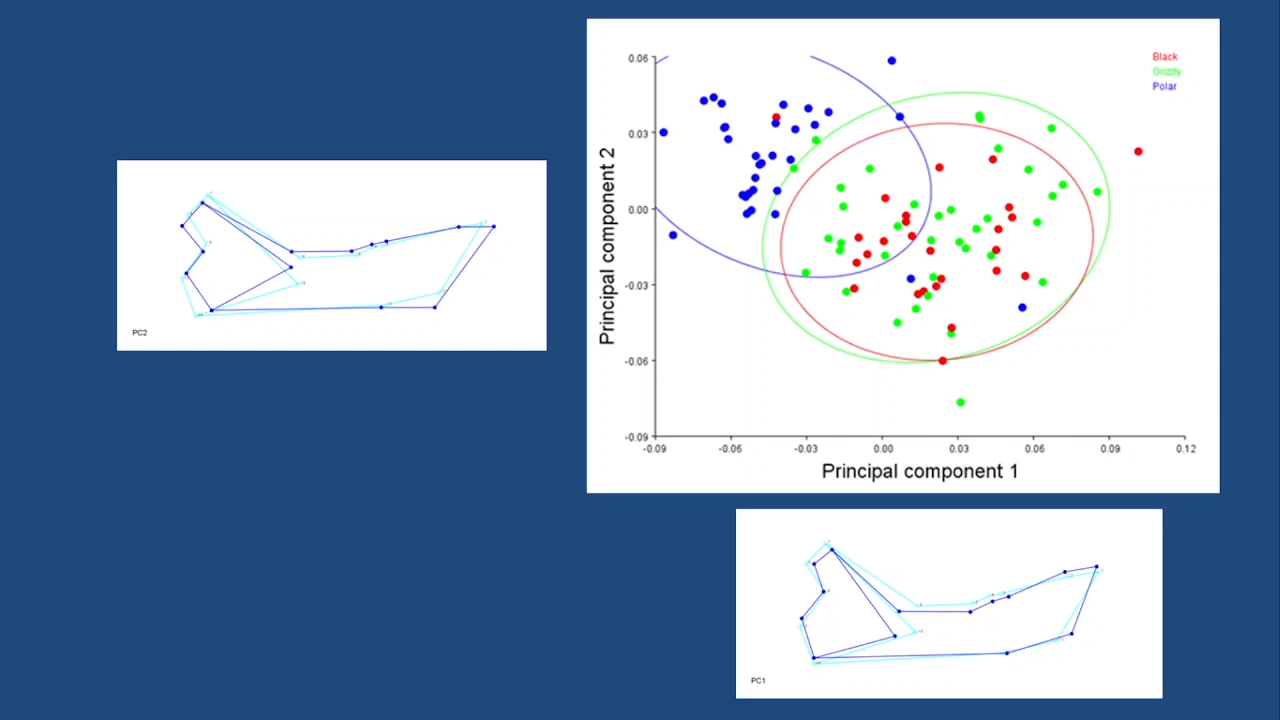 Black
Grizzly
Polar
0.06
0.03
0.00
-0.03
-0.06
-0.09
Principal component 2
-0.09
-0.06
-0.03
0.00
0.03
0.06
0.09
0.12
Principal component 1
PC2
PC1